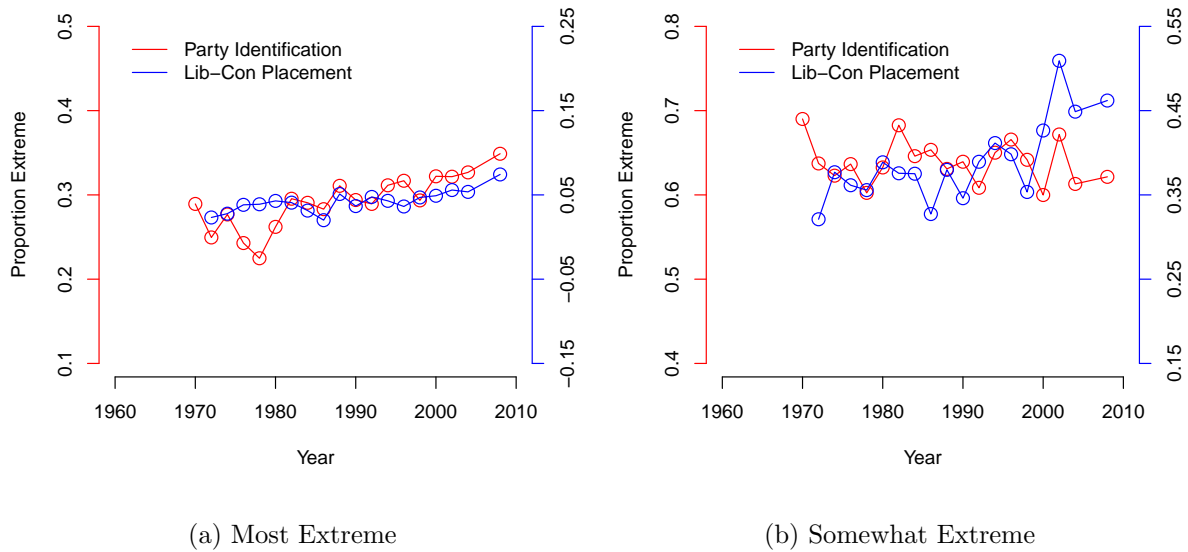 0.5
0.4
0.3
0.2
0.1
Proportion Extreme
Party Identification
Lib−Con Placement
0.25
0.15
0.05
−0.05
−0.15
1960 1970 1980 1990 2000 2010
Year
(a) Most Extreme
0.8
0.7
0.6
0.5
0.4
Proportion Extreme
Party Identification
Lib−Con Placement
0.55
0.45
0.35
0.25
0.15
1960 1970 1980 1990 2000 2010
Year
(b) Somewhat Extreme